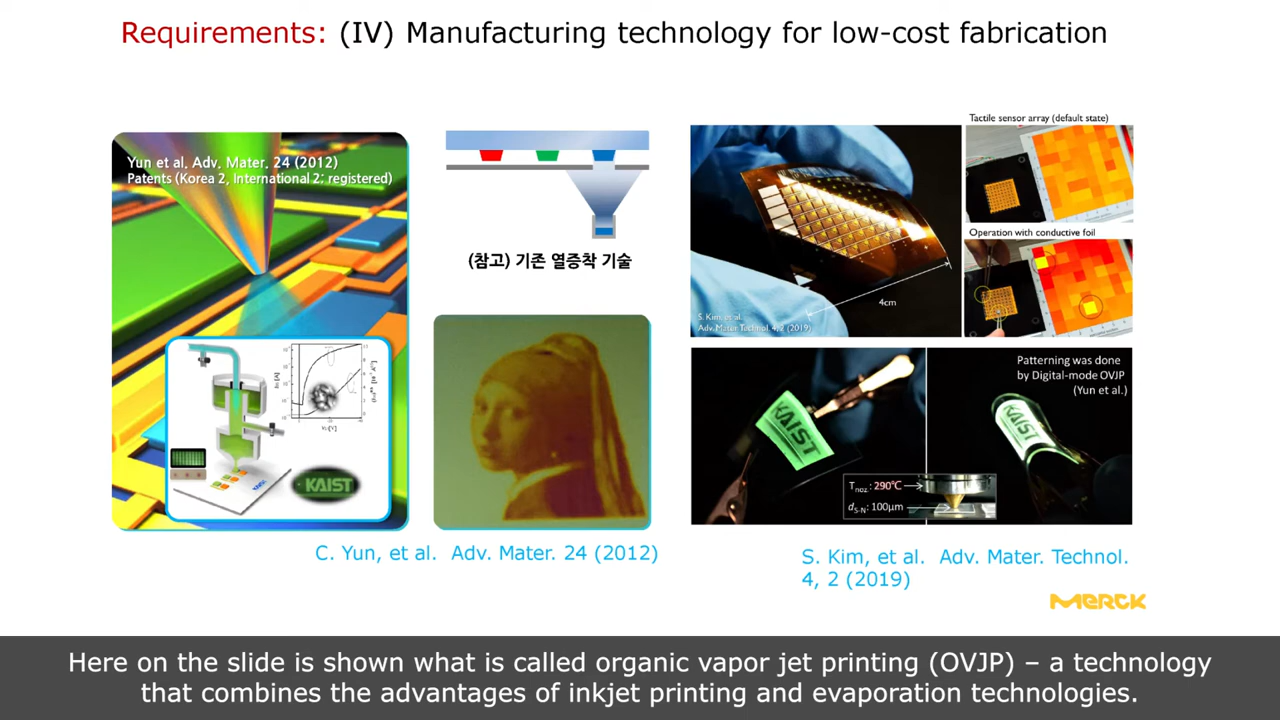 Requirements: (IV) Manufacturing technology for low-cost fabrication
Yun et al, Adv. Mater. 24 (2012)
Patents (Korea 2, International 2: registered)
(참고) 기존 열증착 기술
KAIST
KAIST
C. Yun, et al. Adv. Mater. 24 (2012)
Tactile sensor array (default state)
Operation with conductive foil
4cm
S. Kim, et al.
Adv. Mater. Technol. 4, 2 (2019)
KAIST
KAIST
Patterning was done
by Digital-mode OVJP
(Yun et al.)
Tnoz.: 290℃
dS-N: 100μm
S. Kim, et al. Adv. Mater. Technol.
4, 2 (2019)
MERCK
Here on the slide is shown what is called organic vapor jet printing (OVJP) – a technology
that combines the advantages of inkjet printing and evaporation technologies.